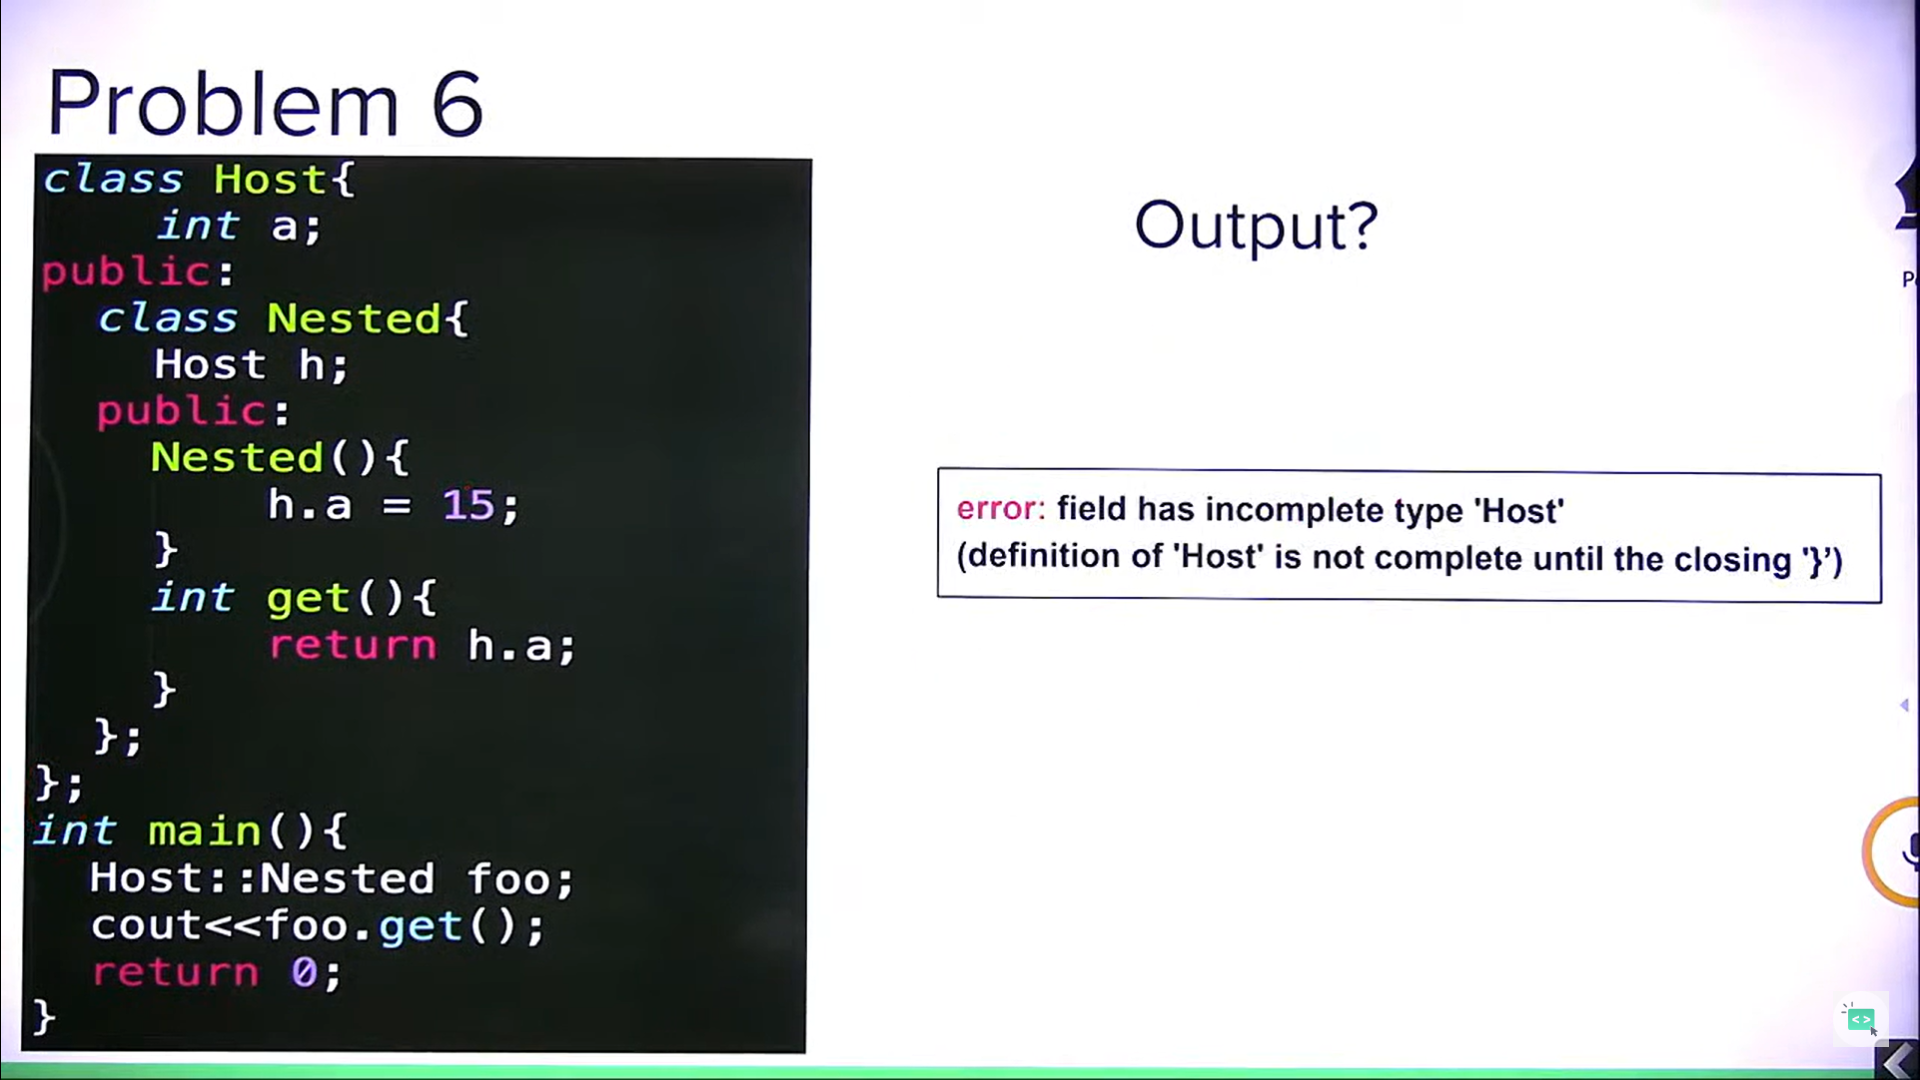 Problem 6
class Host{
int a;
public:
class Nested{
Host h;
public:
Nested(){
h.a = 15;
}
int get(){
return h.a;
}
};
};
int main(){
Host::Nested foo;
cout<<foo.get();
return 0;
}
Output?
error: field has incomplete type 'Host'
(definition of 'Host' is not complete until the closing '}’)
< >